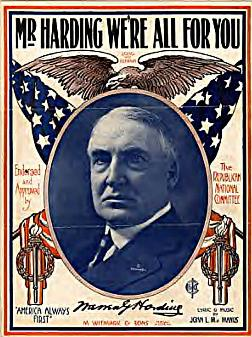 MR HARDING WE'RE ALL FOR YOU
Endorsed
and
Approved
by
The
REPUBLICAN
NATIONAL
COMMITTEE
"AMERICA ALWAYS
FIRST"
Warren G Harding
LYRIC & MUSIC
BY
JOHN L. McMANUS
M. WITMARK & SONS